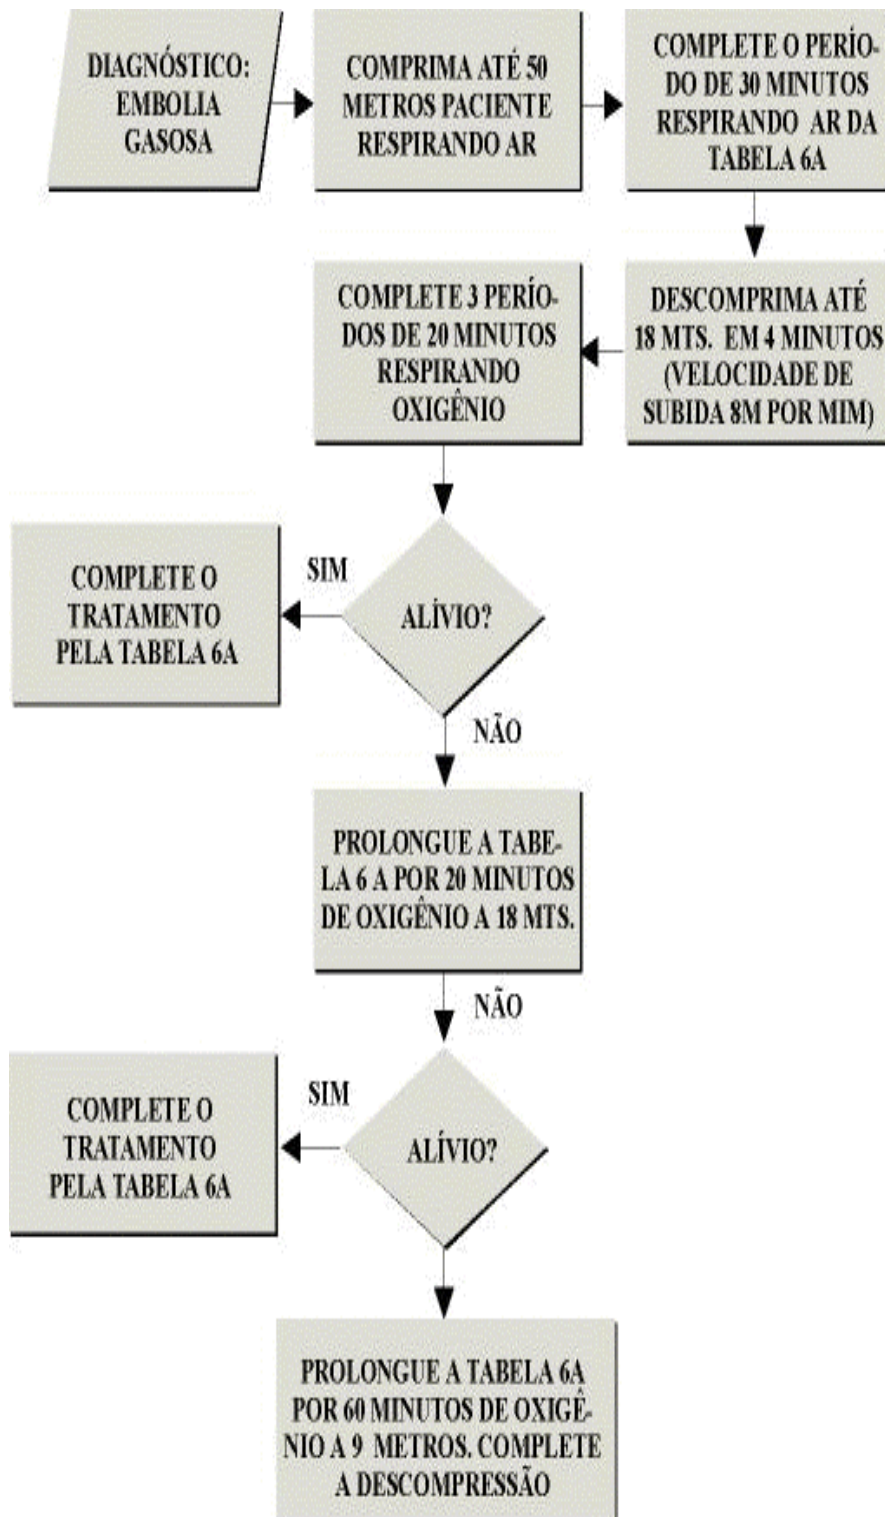 DIAGNÓSTICO:
EMBOLIA
GASOSA
COMPRIMA ATÉ 50
METROS PACIENTE
RESPIRANDO AR
COMPLETE O PERÍO-
DO DE 30 MINUTOS
RESPIRANDO AR DA
TABELA 6A
DESCOMPRIMA ATÉ
18 MTS. EM 4 MINUTOS
(VELOCIDADE DE
SUBIDA 8M POR MIM)
COMPLETE 3 PERÍO-
DOS DE 20 MINUTOS
RESPIRANDO
OXIGÊNIO
ALÍVIO?
SIM
COMPLETE O
TRATAMENTO
PELA TABELA 6A
NÃO
PROLONGUE A TABE-
LA 6 A POR 20 MINUTOS
DE OXIGÊNIO A 18 MTS.
NÃO
ALÍVIO?
SIM
COMPLETE O
TRATAMENTO
PELA TABELA 6A
PROLONGUE A TABELA 6A
POR 60 MINUTOS DE OXIGÊ-
NIO A 9 METROS. COMPLETE
A DESCOMPRESSÃO